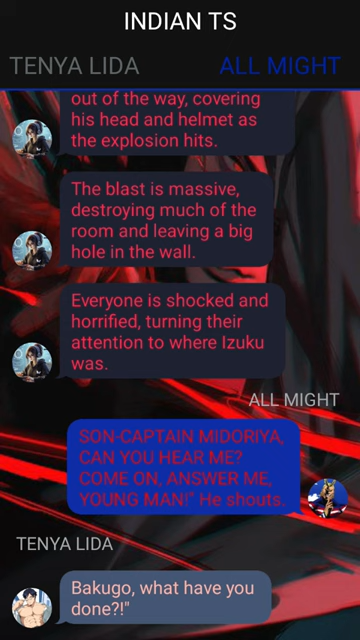 INDIAN TS
TENYA LIDA
ALL MIGHT
out of the way, covering
his head and helmet as
the explosion hits.
The blast is massive,
destroying much of the
room and leaving a big
hole in the wall.
Everyone is shocked and
horrified, turning their
attention to where Izuku
was.
ALL MIGHT
SON-CAPTAIN MIDORIYA,
CAN YOU HEAR ME?
COME ON, ANSWER ME,
YOUNG MAN!" He shouts.
TENYA LIDA
Bakugo, what have you
done?!"